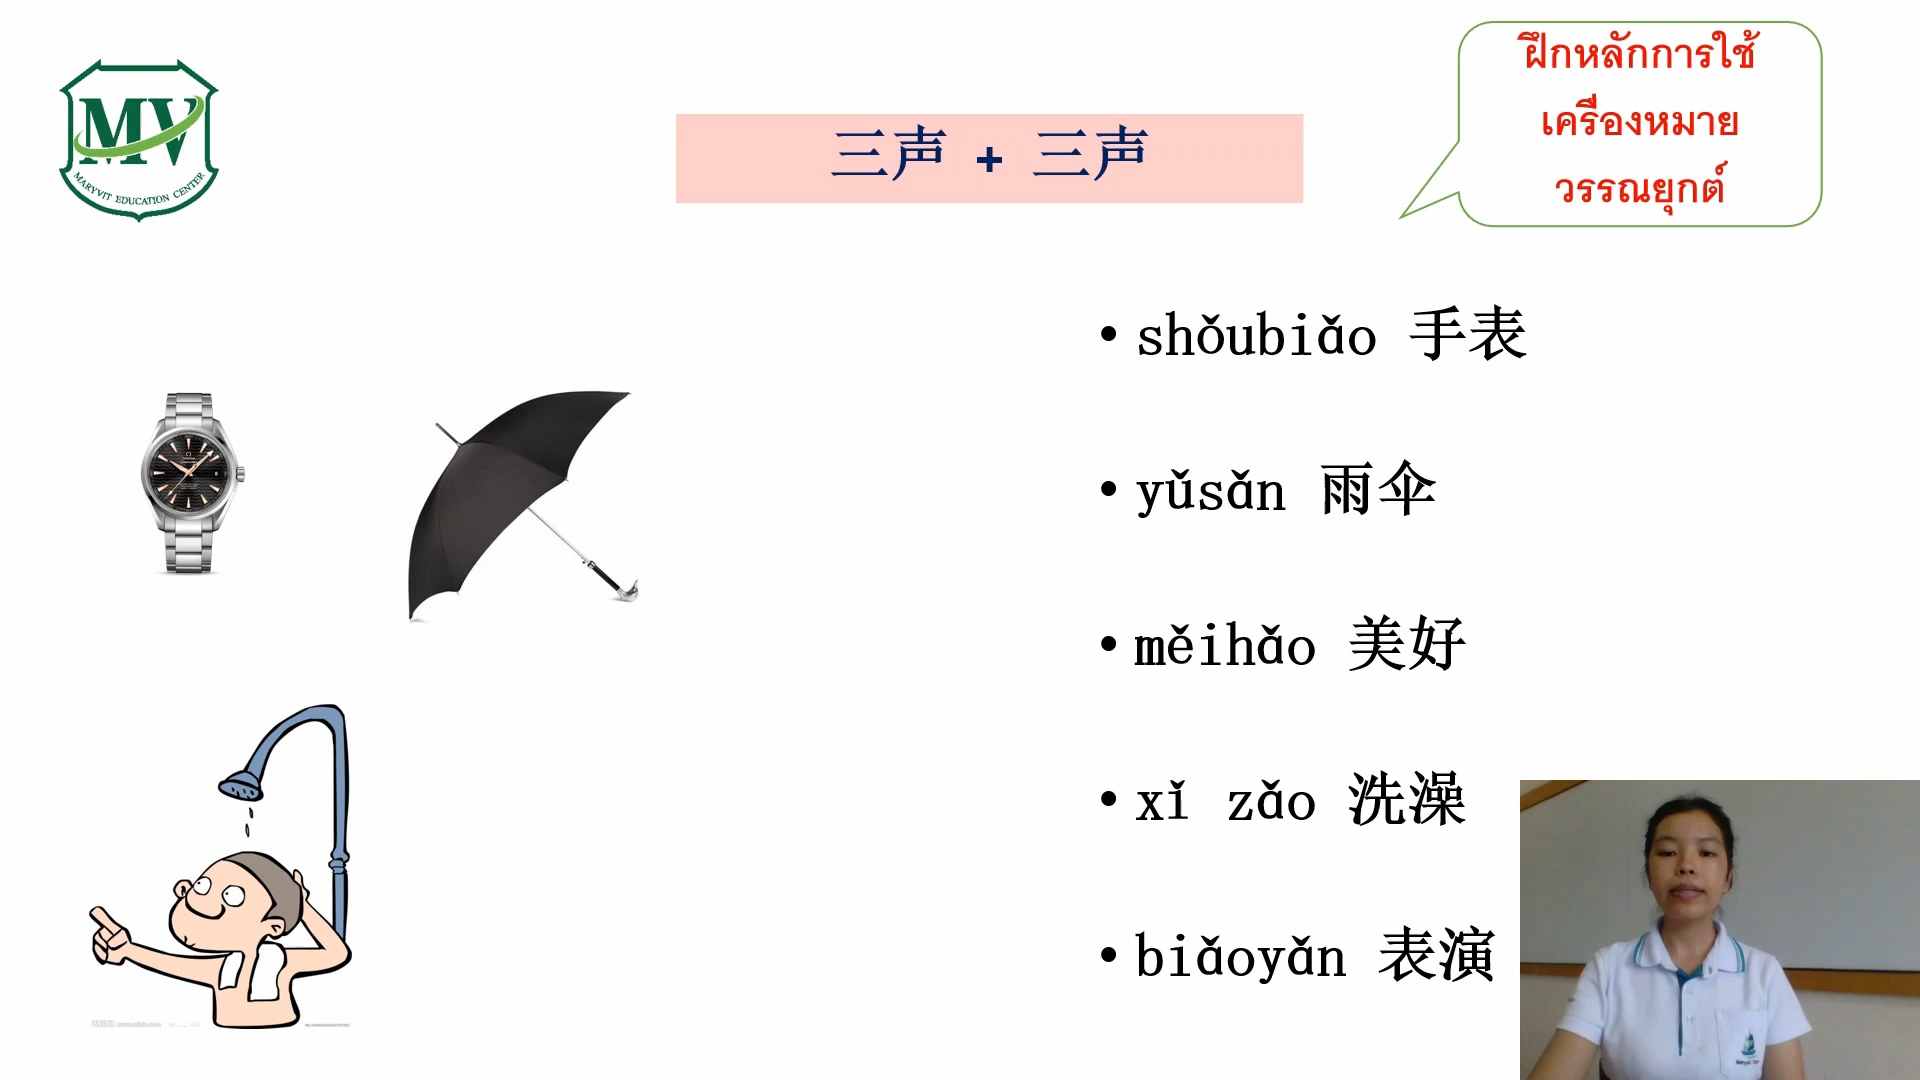 MV
MARYVIT EDUCATION CENTER
三声 + 三声
ฝึกหลักการใช้
เครื่องหมาย
วรรณยุกต์
• shǒubiǎo 手表
• yǔsǎn 雨伞
• měihǎo 美好
• xǐ zǎo 洗澡
• biǎoyǎn 表演